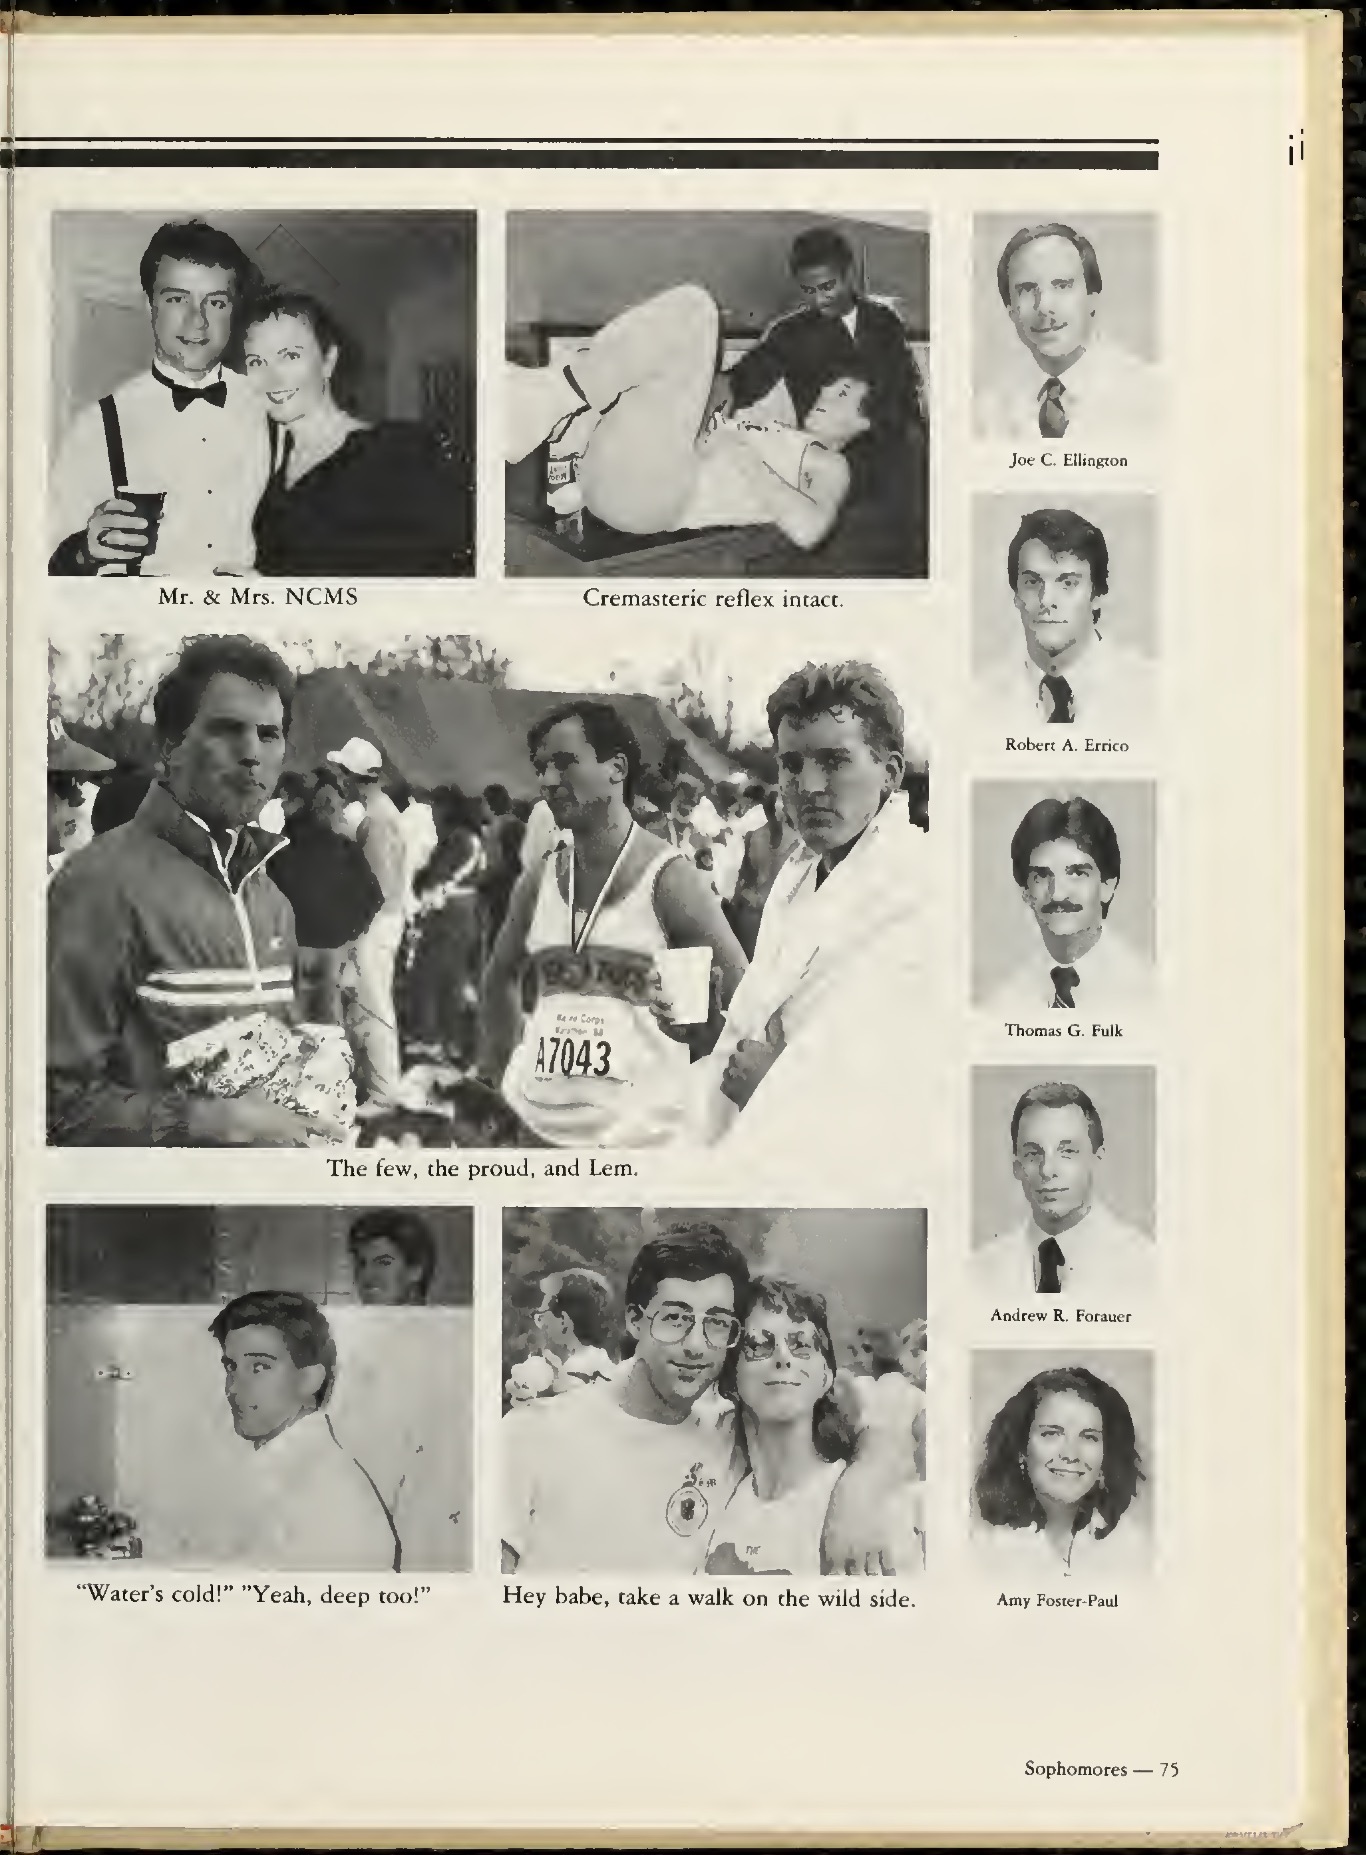 Mr. & Mrs. NCMS
Cremasteric reflex intact.
Joe C. Ellington
Robert A. Errico
Thomas G. Fulk
A7043
The few, the proud, and Lem.
Andrew R. Forauer
"Water's cold!" "Yeah, deep too!"
Hey babe, take a walk on the wild side.
Amy Foster-Paul
Sophomores — 75